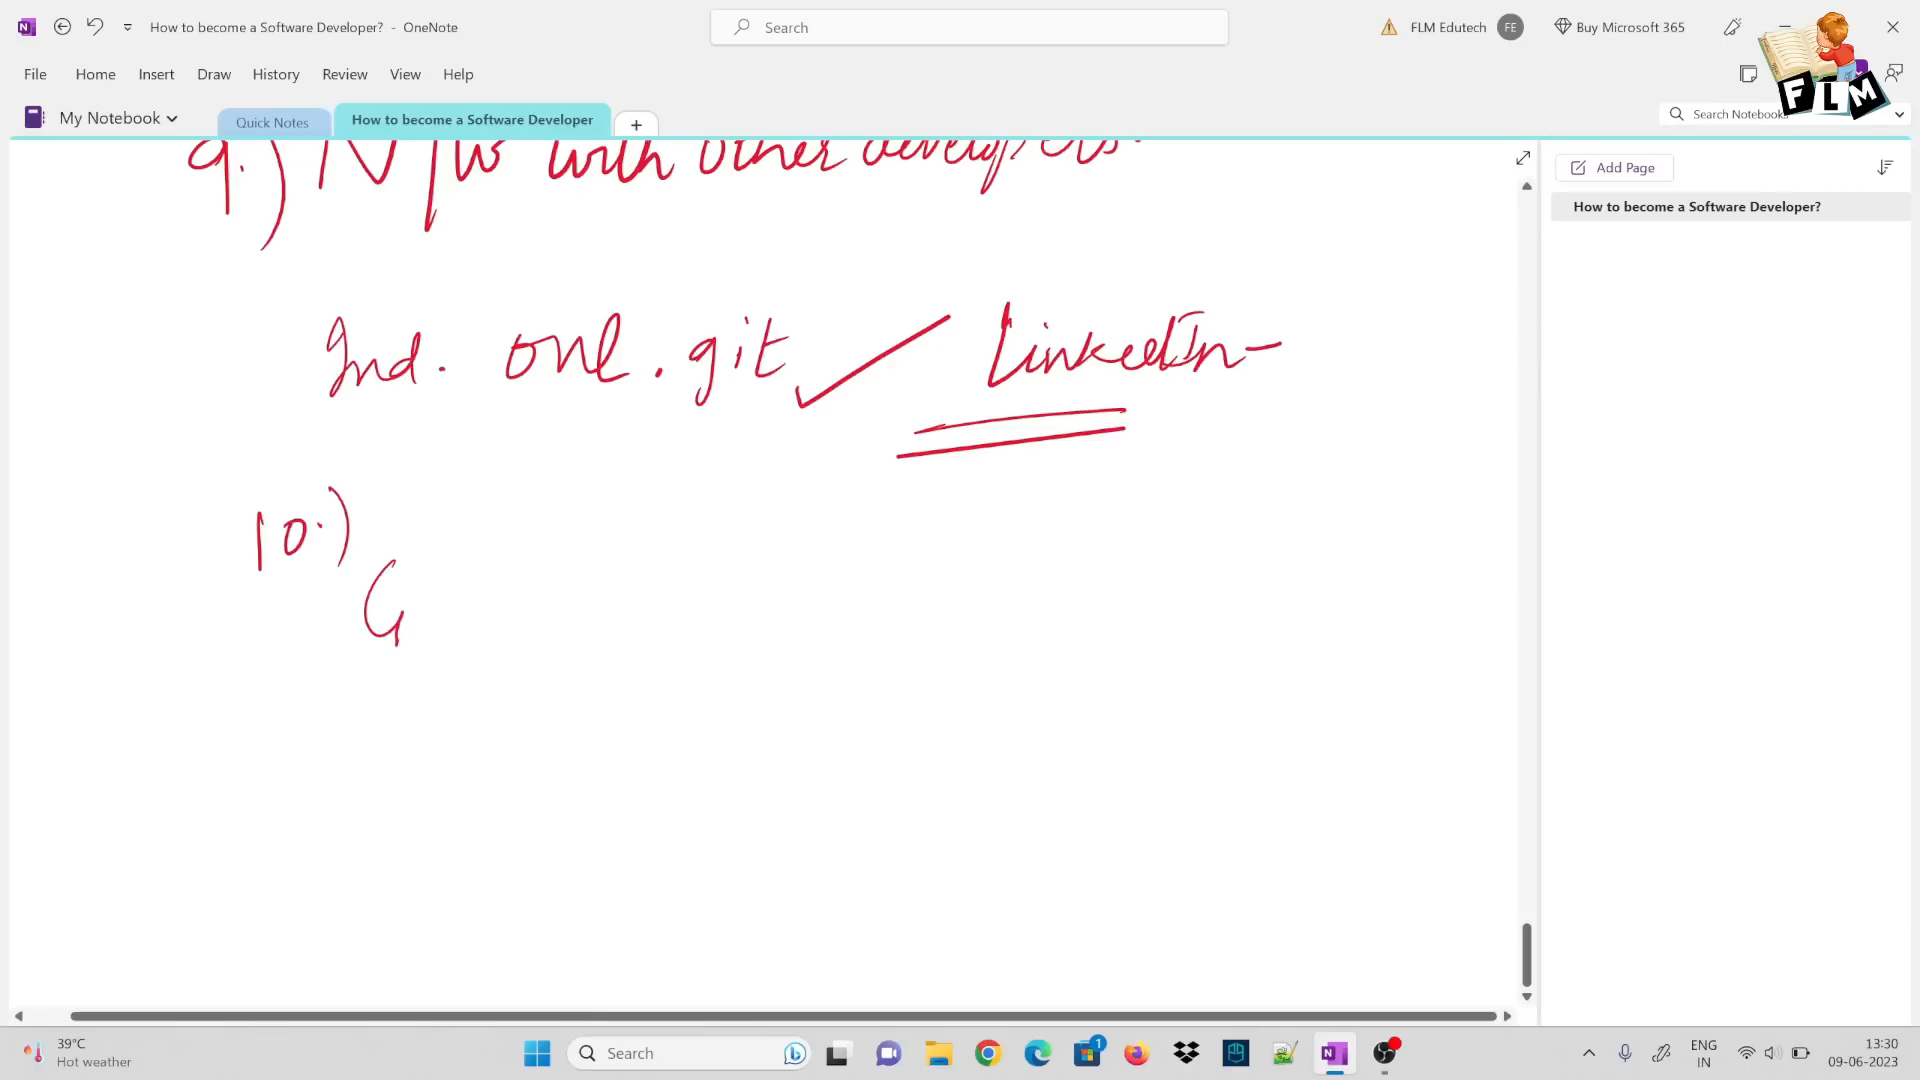 How to become a Software Developer? - OneNote
Search
FLM Edutech FE
Buy Microsoft 365
File Home Insert Draw History Review View Help
FLM
My Notebook
Quick Notes
How to become a Software Developer
+
Search Notebooks
9.) N/w with other developers.
Add Page
How to become a Software Developer?
Ind. onl. git LinkedIn-
10.)
G
39°C
Hot weather
Search
1
ENG
IN
13:30
09-06-2023